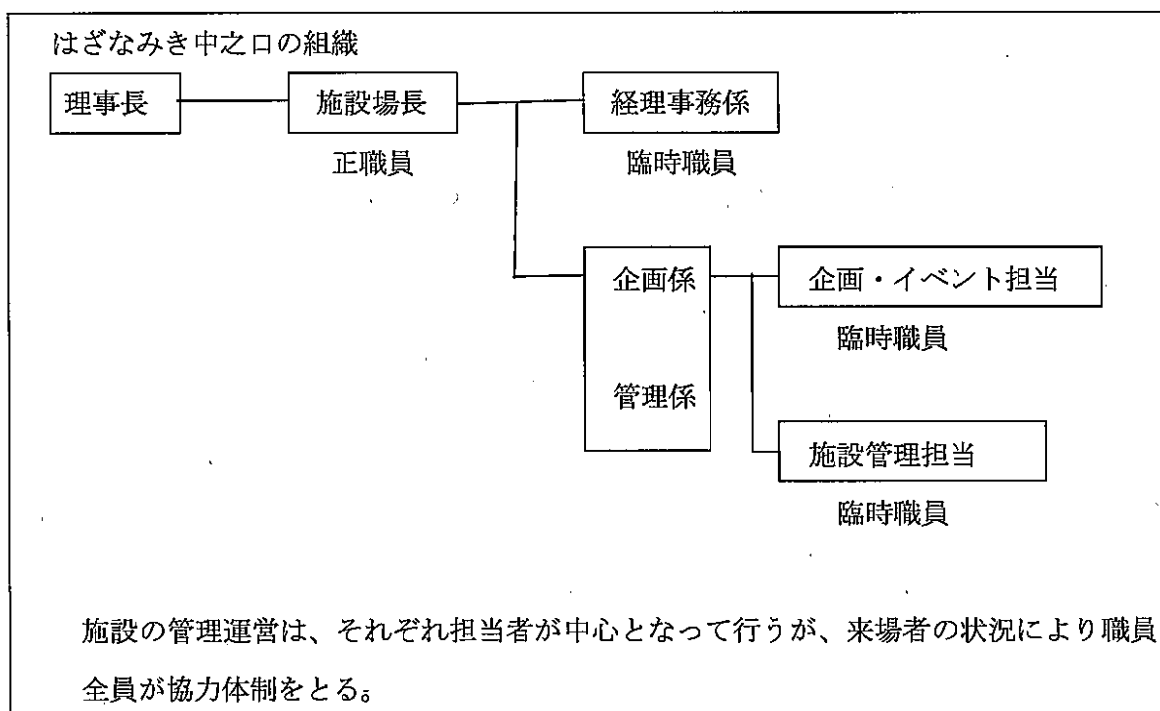 はざなみき中之口の組織
理事長
施設場長
経理事務係
正職員
臨時職員
企画係
企画・イベント担当
臨時職員
管理係
施設管理担当
臨時職員
施設の管理運営は、それぞれ担当者が中心となって行うが、来場者の状況により職員
全員が協力体制をとる。